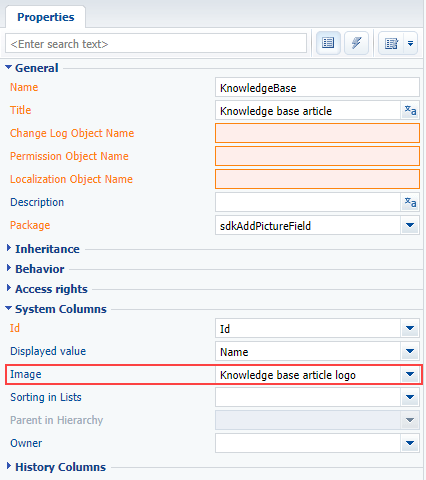 Properties
<Enter search text>
General
Name KnowledgeBase
Title Knowledge base article
Change Log Object Name
Permission Object Name
Localization Object Name
Description
Package sdkAddPictureField
Inheritance
Behavior
Access rights
System Columns
Id Id
Displayed value Name
Image Knowledge base article logo
Sorting in Lists
Parent in Hierarchy
Owner
History Columns